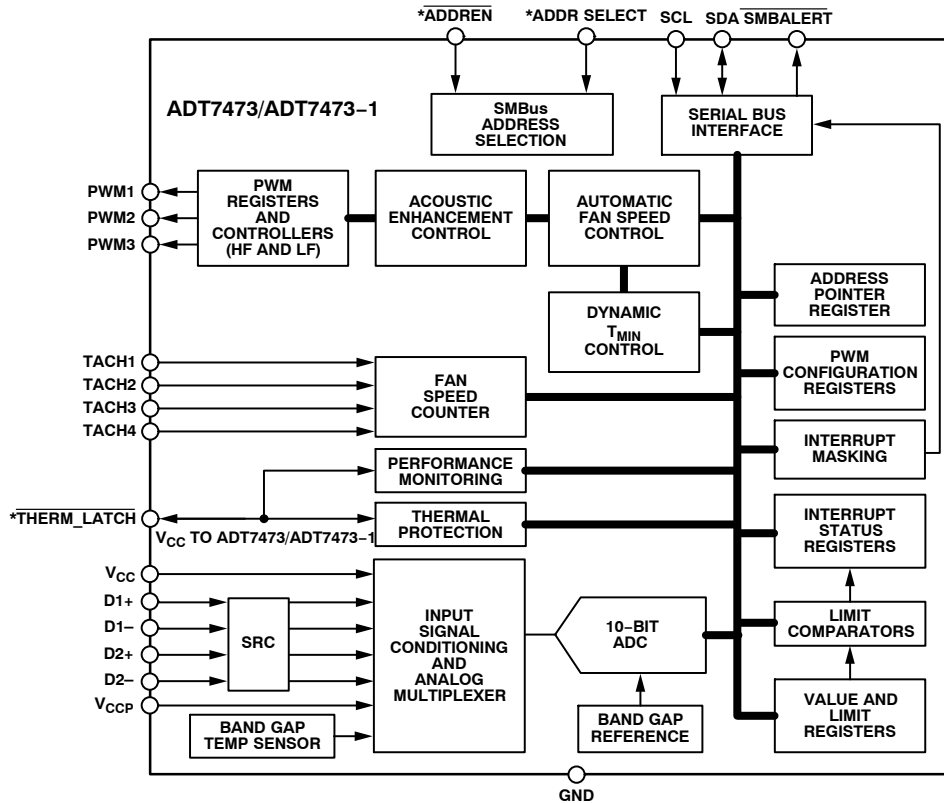 *ADDREN
*ADDR SELECT
SCL
SDA
SMBALERT
ADT7473/ADT7473−1
SMBus
ADDRESS
SELECTION
SERIAL BUS
INTERFACE
PWM1
PWM2
PWM3
PWM
REGISTERS
AND
CONTROLLERS
(HF AND LF)
ACOUSTIC
ENHANCEMENT
CONTROL
AUTOMATIC
FAN SPEED
CONTROL
ADDRESS
POINTER
REGISTER
DYNAMIC
TMIN
CONTROL
PWM
CONFIGURATION
REGISTERS
TACH1
TACH2
TACH3
TACH4
FAN
SPEED
COUNTER
INTERRUPT
MASKING
PERFORMANCE
MONITORING
*THERM_LATCH
VCC TO ADT7473/ADT7473−1
THERMAL
PROTECTION
INTERRUPT
STATUS
REGISTERS
VCC
D1+
D1−
D2+
D2−
VCCP
SRC
INPUT
SIGNAL
CONDITIONING
AND
ANALOG
MULTIPLEXER
10−BIT
ADC
LIMIT
COMPARATORS
BAND GAP
TEMP SENSOR
BAND GAP
REFERENCE
VALUE AND
LIMIT
REGISTERS
GND